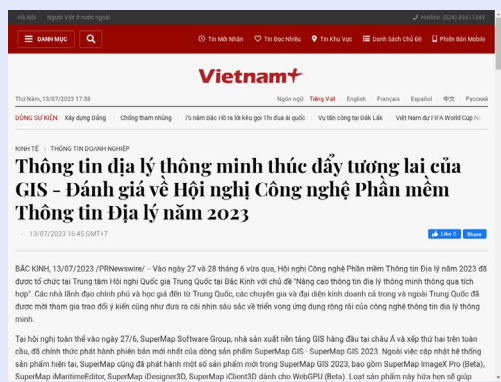 Hà Nội Người Việt ở nước ngoài Hotline: (024) 39411349
DANH MỤC Tin Mới Nhận Tin Đọc Nhiều Tin Khu Vực Danh Sách Chủ Đề Phiên Bản Mobile
Vietnam+
Thứ Năm, 13/07/2023 17:38 Ngôn ngữ: Tiếng Việt English Français Español 中文 Русский
DÒNG SỰ KIỆN: Xây dựng Đảng Chống tham nhũng 75 năm Bác Hồ ra lời kêu gọi Thi đua ái quốc Vụ tấn công tại Đắk Lắk Việt Nam dự FIFA World Cup
KINH TẾ THÔNG TIN DOANH NGHIỆP
Thông tin địa lý thông minh thúc đẩy tương lai của
GIS - Đánh giá về Hội nghị Công nghệ Phần mềm
Thông tin Địa lý năm 2023
13/07/2023 16:45 GMT+7 Like 0 Share
BẮC KINH, 13/07/2023 /PRNewswire/ -- Vào ngày 27 và 28 tháng 6 vừa qua, Hội nghị Công nghệ Phần mềm Thông tin Địa lý năm 2023 đã
được tổ chức tại Trung tâm Hội nghị Quốc gia Trung Quốc tại Bắc Kinh với chủ đề "Nâng cao thông tin địa lý thông minh thông qua tích
hợp". Các nhà lãnh đạo chính phủ và học giả đến từ Trung Quốc, các chuyên gia và đại diện kinh doanh cả trong và ngoài Trung Quốc đã
được mời tham gia trao đổi ý kiến cũng như đưa ra cái nhìn sâu sắc về triển vọng ứng dụng rộng rãi của công nghệ thông tin địa lý thông
minh.
Tại hội nghị toàn thể vào ngày 27/6, SuperMap Software Group, nhà sản xuất nền tảng GIS hàng đầu tại châu Á và xếp thứ hai trên toàn
cầu, đã chính thức phát hành phiên bản mới nhất của dòng sản phẩm SuperMap GIS - SuperMap GIS 2023. Ngoài việc cập nhật hệ thống
sản phẩm hiện tại, SuperMap cũng đã phát hành một số sản phẩm mới trong SuperMap GIS 2023, bao gồm SuperMap ImageX Pro (Beta),
SuperMap iMaritimeEditor, SuperMap iDesigner3D, SuperMap iClient3D dành cho WebGPU (Beta). Loạt sản phẩm này hứa hẹn sẽ giúp